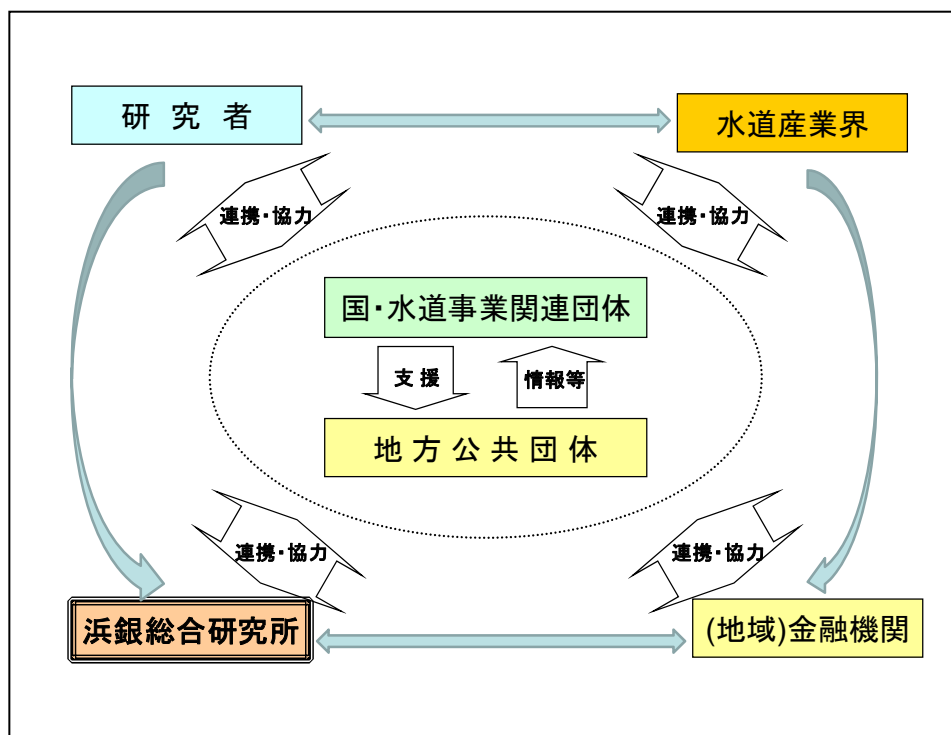 研 究 者
水道産業界
連携・協力
連携・協力
国・水道事業関連団体
支 援
情報等
地 方 公 共 団 体
連携・協力
連携・協力
浜銀総合研究所
(地域)金融機関